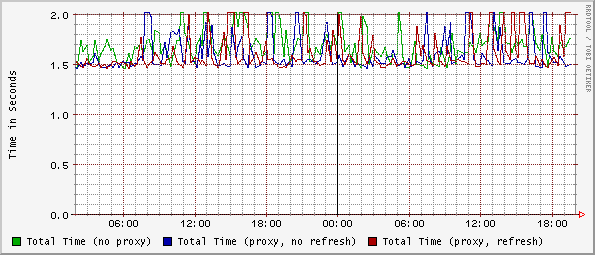 2.0
1.5
1.0
0.5
0.0
Time in Seconds
06:00 12:00 18:00 00:00 06:00 12:00 18:00
Total Time (no proxy) Total Time (proxy, no refresh) Total Time (proxy, refresh)
RRDTOOL / TOBI OETIKER